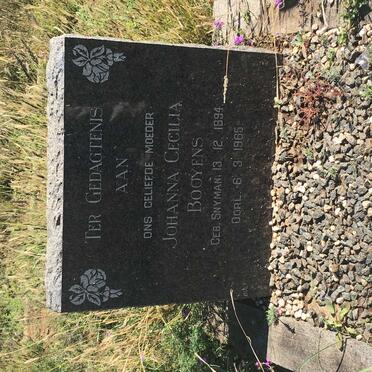 TER GEDAGTENIS
AAN
ONS GELIEFDE MOEDER
JOHANNA CECILIA
BOOYENS
GEB. SNYMAN 13. 12. 1894.
OORL. 6. 3. 1965.